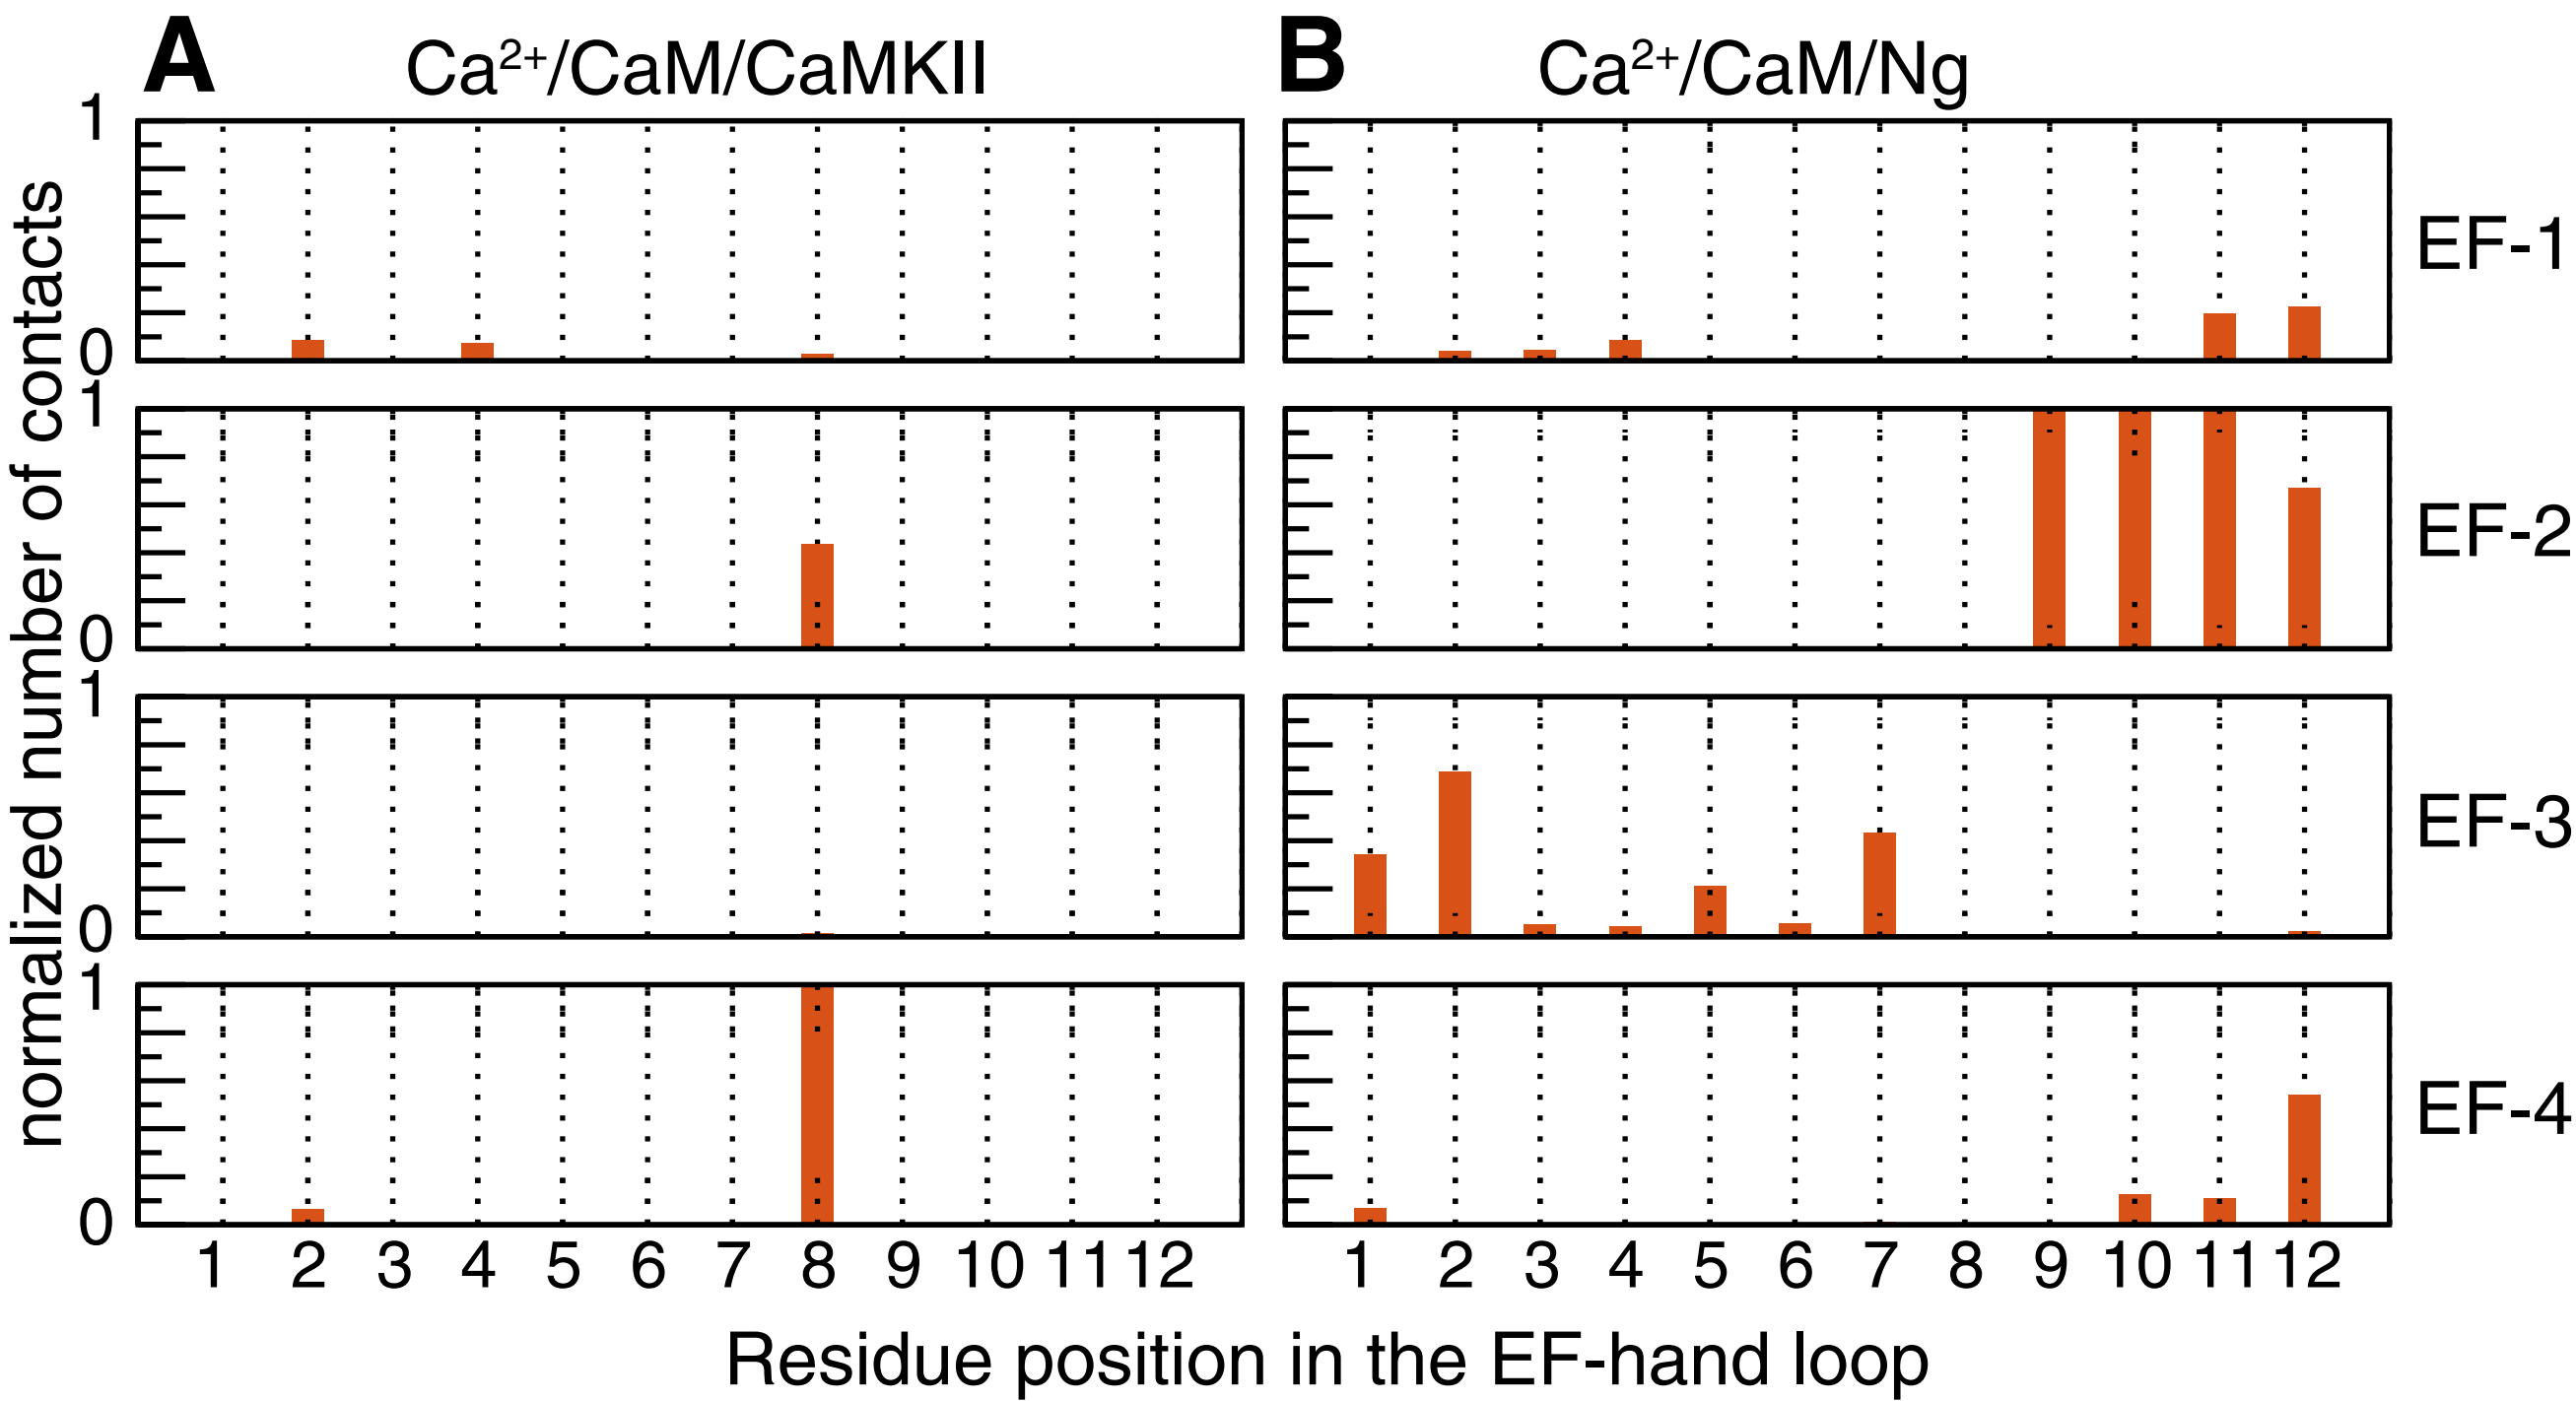 A Ca²⁺/CaM/CaMKII B Ca²⁺/CaM/Ng
normalized number of contacts
1
0
EF-1
1
0
EF-2
1
0
EF-3
1
0
EF-4
1 2 3 4 5 6 7 8 9 10 11 12 1 2 3 4 5 6 7 8 9 10 11 12
Residue position in the EF-hand loop